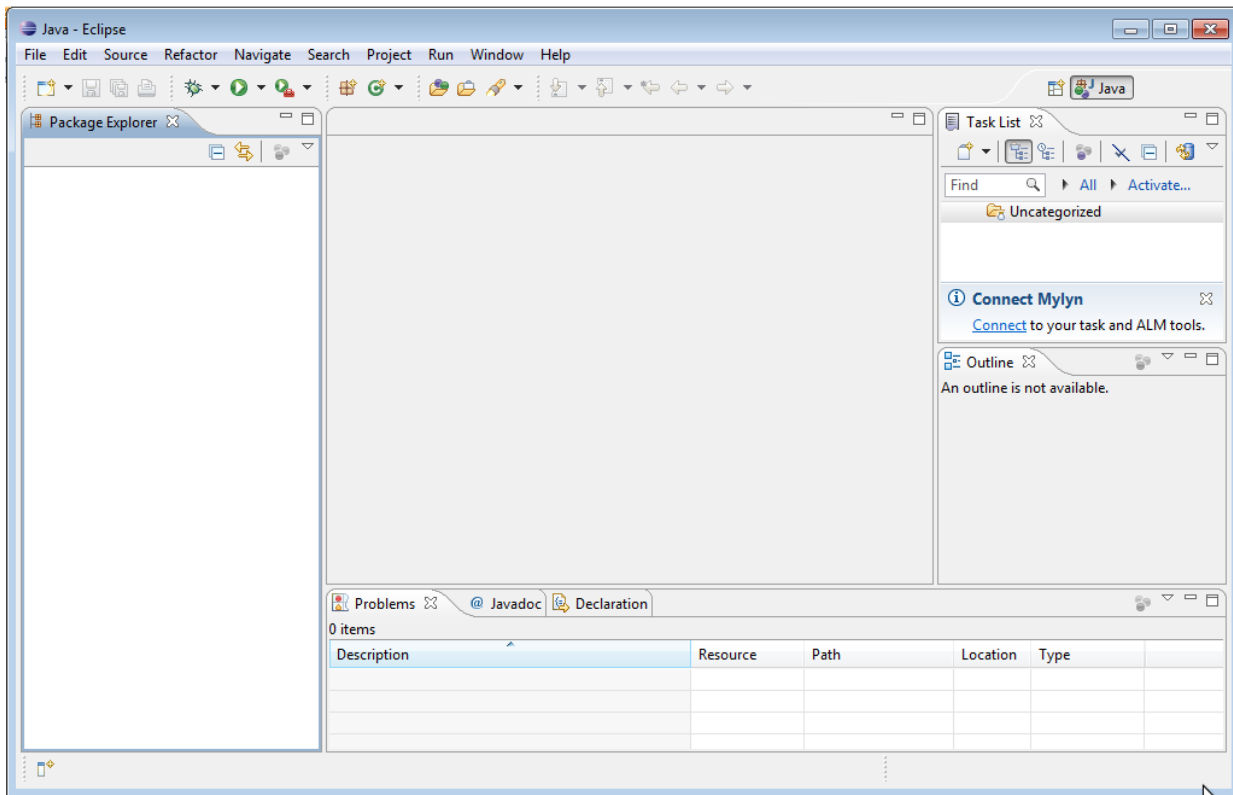 Java - Eclipse
File Edit Source Refactor Navigate Search Project Run Window Help
Java
Package Explorer
Task List
Find All Activate...
Uncategorized
Connect Mylyn
Connect to your task and ALM tools.
Outline
An outline is not available.
Problems @ Javadoc Declaration
0 items
Description Resource Path Location Type